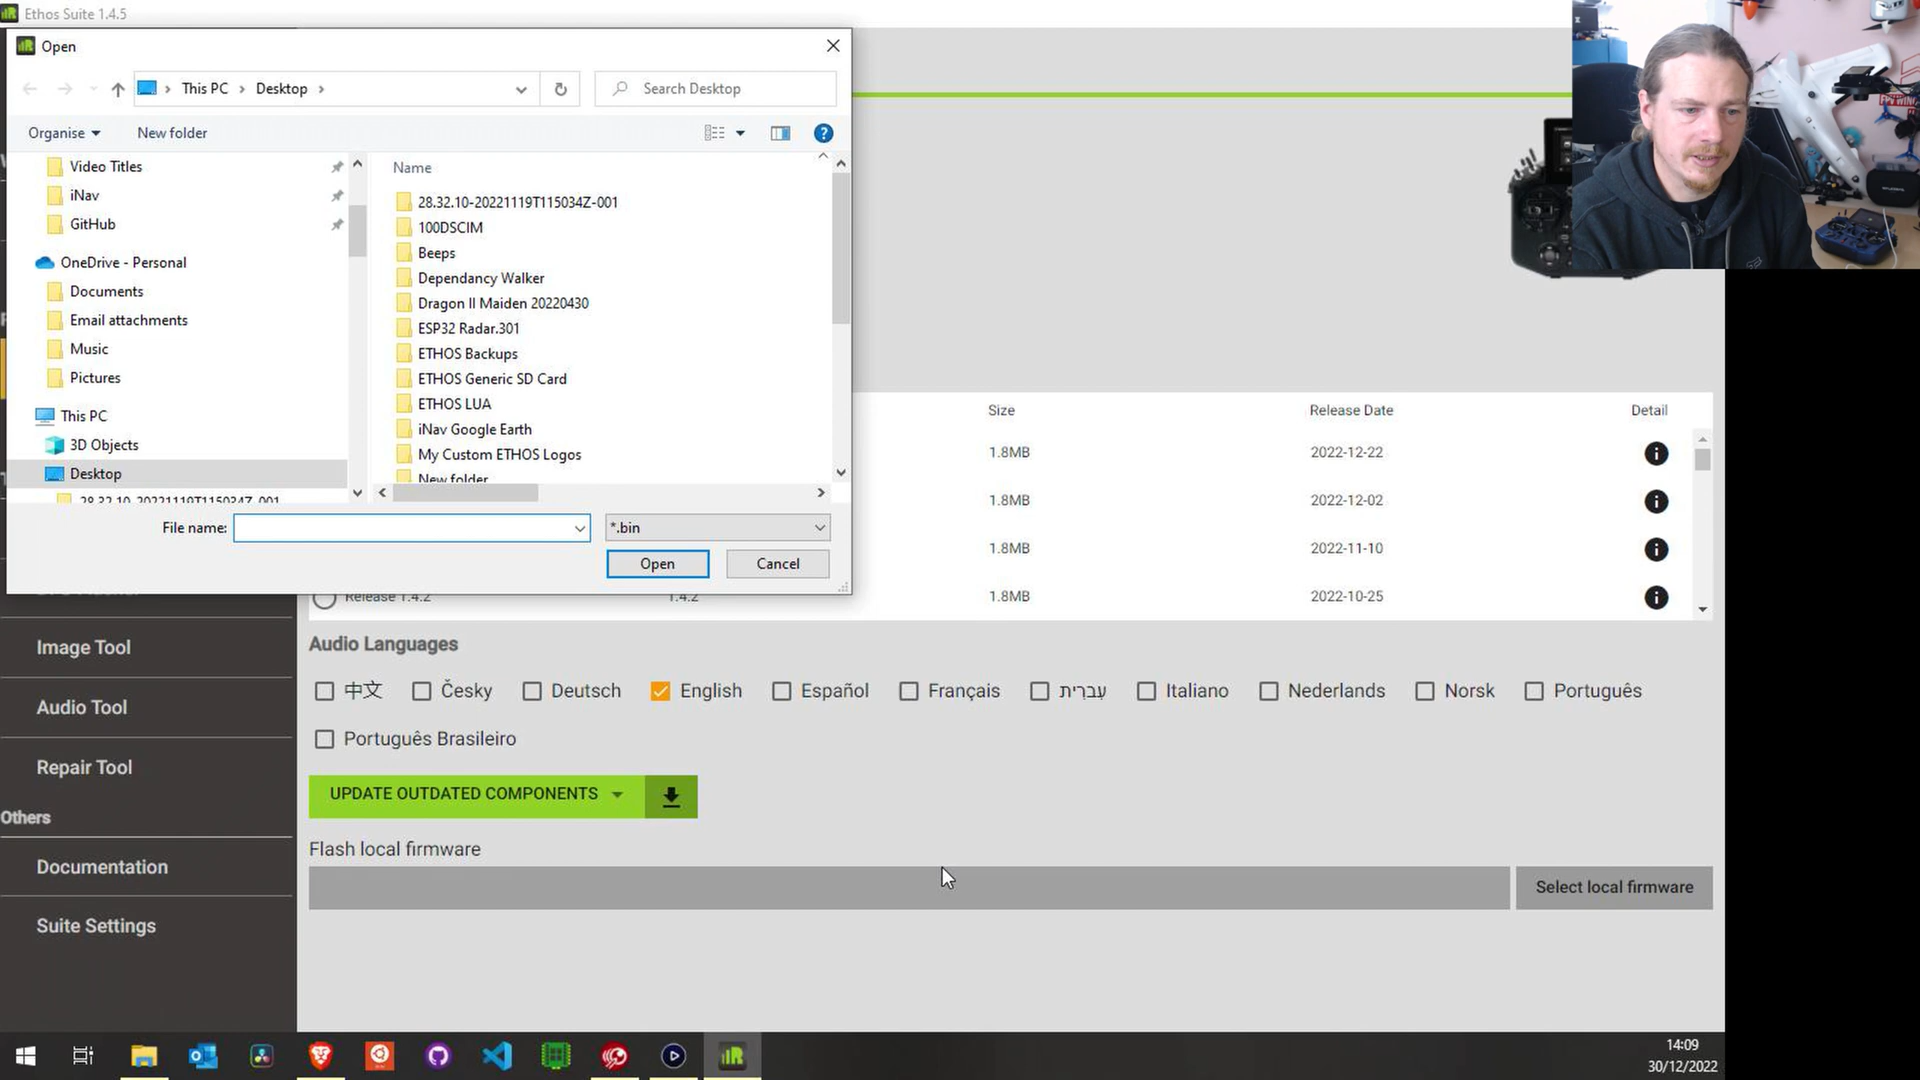 Ethos Suite 1.4.5
Open
This PC
Desktop
Search Desktop
Organise
New folder
Video Titles
iNav
GitHub
OneDrive - Personal
Documents
Email attachments
Music
Pictures
This PC
3D Objects
Desktop
28.32.10-20221119T115034Z-001
Name
28.32.10-20221119T115034Z-001
100DSCIM
Beeps
Dependancy Walker
Dragon II Maiden 20220430
ESP32 Radar.301
ETHOS Backups
ETHOS Generic SD Card
ETHOS LUA
iNav Google Earth
My Custom ETHOS Logos
New folder
File name:
*.bin
Open
Cancel
Size Release Date Detail
1.8MB 2022-12-22
1.8MB 2022-12-02
1.8MB 2022-11-10
Release 1.4.2 1.4.2 1.8MB 2022-10-25
Image Tool
Audio Tool
Repair Tool
Others
Documentation
Suite Settings
Audio Languages
中文 Česky Deutsch English Español Français עברית Italiano Nederlands Norsk Português
Português Brasileiro
UPDATE OUTDATED COMPONENTS
Flash local firmware
Select local firmware
14:09
30/12/2022